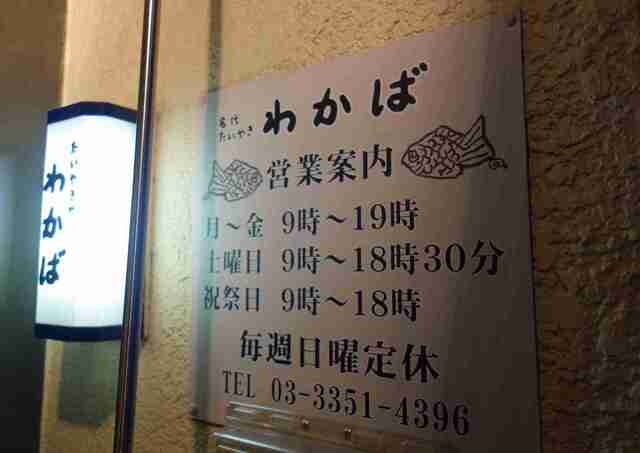 たいやき
わかば
名代
たいやき
わかば
営業案内
月〜金 9時〜19時
土曜日 9時〜18時30分
祝祭日 9時〜18時
毎週日曜定休
TEL 03-3351-4396